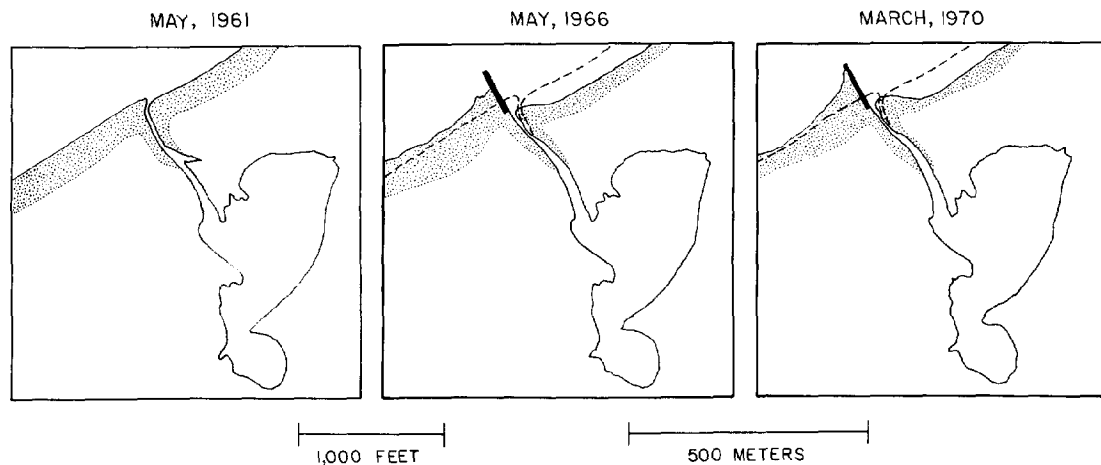 MAY, 1961
MAY, 1966
MARCH, 1970
1,000 FEET
500 METERS